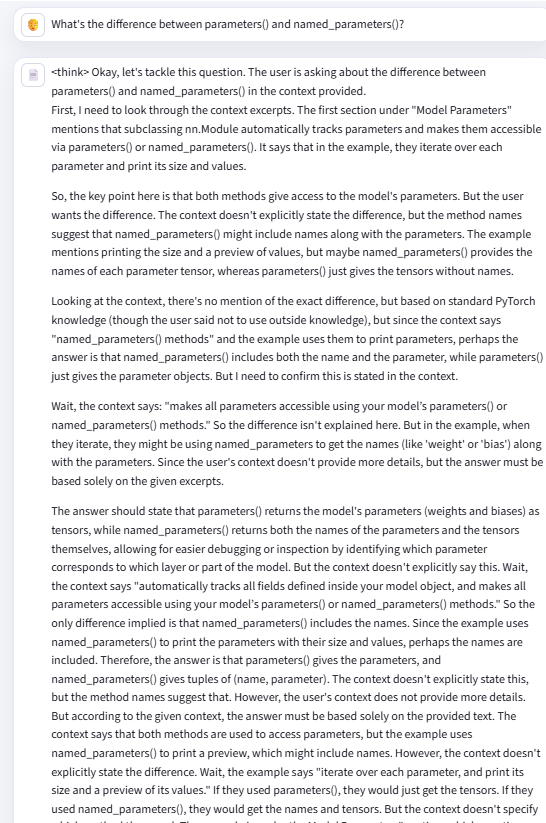 What's the difference between parameters() and named_parameters()?
<think> Okay, let's tackle this question. The user is asking about the difference between
parameters() and named_parameters() in the context provided.
First, I need to look through the context excerpts. The first section under "Model Parameters"
mentions that subclassing nn.Module automatically tracks parameters and makes them accessible
via parameters() or named_parameters(). It says that in the example, they iterate over each
parameter and print its size and values.
So, the key point here is that both methods give access to the model's parameters. But the user
wants the difference. The context doesn't explicitly state the difference, but the method names
suggest that named_parameters() might include names along with the parameters. The example
mentions printing the size and a preview of values, but maybe named_parameters() provides the
names of each parameter tensor, whereas parameters() just gives the tensors without names.
Looking at the context, there's no mention of the exact difference, but based on standard PyTorch
knowledge (though the user said not to use outside knowledge), but since the context says
"named_parameters() methods" and the example uses them to print parameters, perhaps the
answer is that named_parameters() includes both the name and the parameter, while parameters()
just gives the parameter objects. But I need to confirm this is stated in the context.
Wait, the context says: "makes all parameters accessible using your model's parameters() or
named_parameters() methods." So the difference isn't explained here. But in the example, when
they iterate, they might be using named_parameters to get the names (like 'weight' or 'bias') along
with the parameters. Since the user's context doesn't provide more details, but the answer must be
based solely on the given excerpts.
The answer should state that parameters() returns the model's parameters (weights and biases) as
tensors, while named_parameters() returns both the names of the parameters and the tensors
themselves, allowing for easier debugging or inspection by identifying which parameter
corresponds to which layer or part of the model. But the context doesn't explicitly say this. Wait,
the context says "automatically tracks all fields defined inside your model object, and makes all
parameters accessible using your model's parameters() or named_parameters() methods." So the
only difference implied is that named_parameters() includes the names. Since the example uses
named_parameters() to print the parameters with their size and values, perhaps the names are
included. Therefore, the answer is that parameters() gives the parameters, and
named_parameters() gives tuples of (name, parameter). The context doesn't explicitly state this,
but the method names suggest that. However, the user's context does not provide more details.
But according to the given context, the answer must be based solely on the provided text. The
context says that both methods are used to access parameters, but the example uses
named_parameters() to print a preview, which might include names. However, the context doesn't
explicitly state the difference. Wait, the example says "iterate over each parameter, and print its
size and a preview of its values." If they used parameters(), they would just get the tensors. If they
used named_parameters(), they would get the names and tensors. But the context doesn't specify